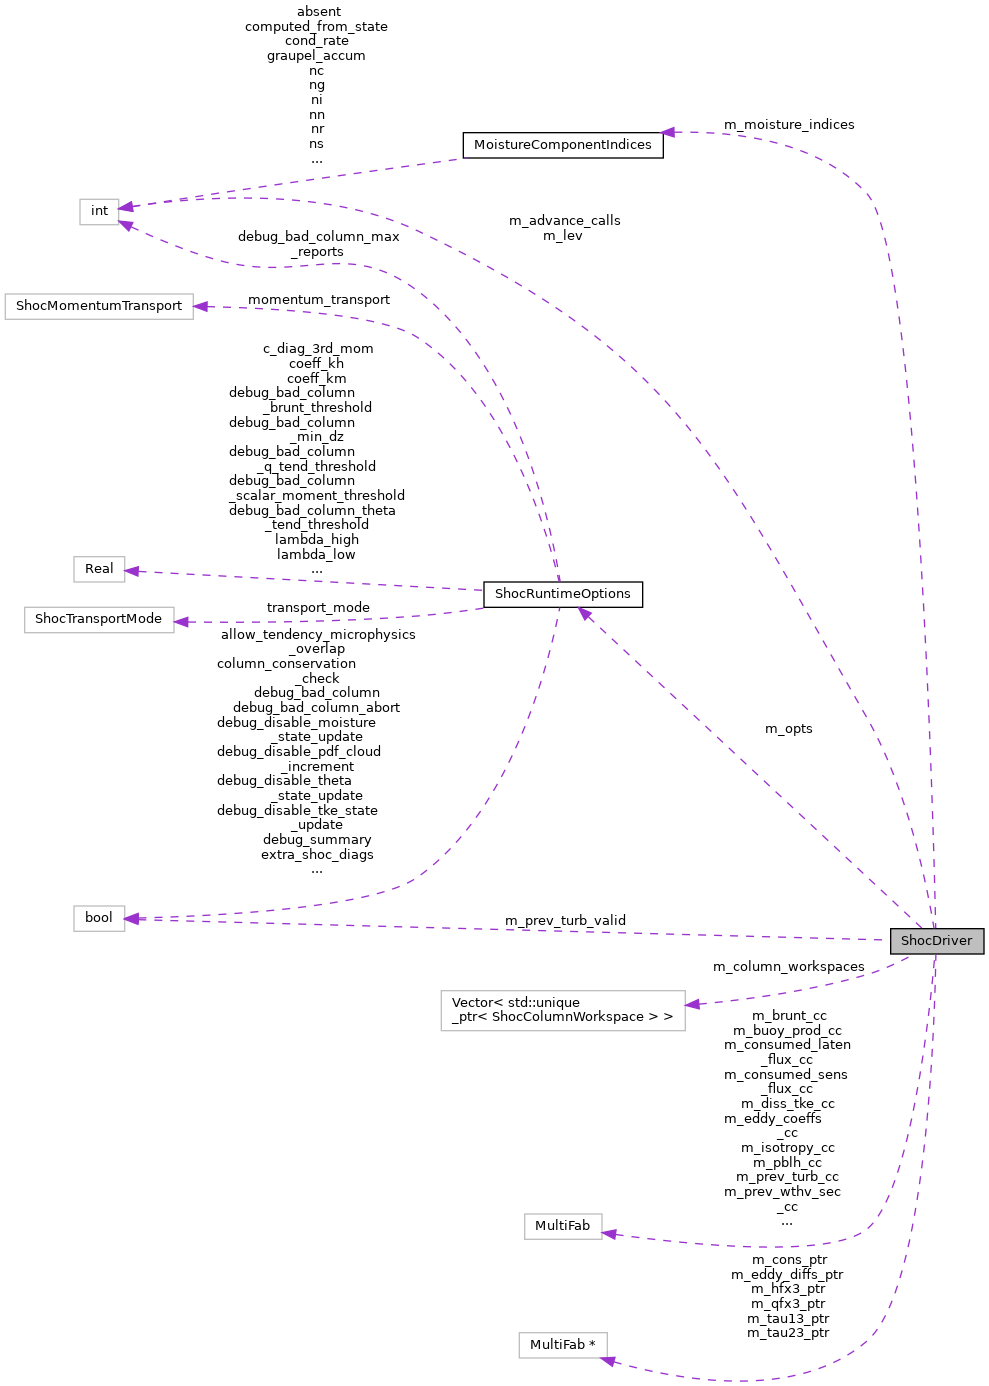 absent
computed_from_state
cond_rate
graupel_accum
nc
ng
ni
nn
nr
ns
...
m_moisture_indices
MoistureComponentIndices
int
m_advance_calls
m_lev
debug_bad_column_max
_reports
ShocMomentumTransport
momentum_transport
c_diag_3rd_mom
coeff_kh
coeff_km
debug_bad_column
_brunt_threshold
debug_bad_column
_min_dz
debug_bad_column
_q_tend_threshold
debug_bad_column
_scalar_moment_threshold
debug_bad_column_theta
_tend_threshold
lambda_high
lambda_low
...
Real
ShocRuntimeOptions
transport_mode
ShocTransportMode
allow_tendency_microphysics
_overlap
column_conservation
_check
debug_bad_column
debug_bad_column_abort
debug_disable_moisture
_state_update
debug_disable_pdf_cloud
_increment
debug_disable_theta
_state_update
debug_disable_tke_state
_update
debug_summary
extra_shoc_diags
...
m_opts
bool
m_prev_turb_valid
ShocDriver
m_column_workspaces
Vector< std::unique
_ptr< ShocColumnWorkspace > >
m_brunt_cc
m_buoy_prod_cc
m_consumed_laten
_flux_cc
m_consumed_sens
_flux_cc
m_diss_tke_cc
m_eddy_coeffs
_cc
m_isotropy_cc
m_pblh_cc
m_prev_turb_cc
m_prev_wthv_sec
_cc
...
MultiFab
m_cons_ptr
m_eddy_diffs_ptr
m_hfx3_ptr
m_qfx3_ptr
m_tau13_ptr
m_tau23_ptr
MultiFab *